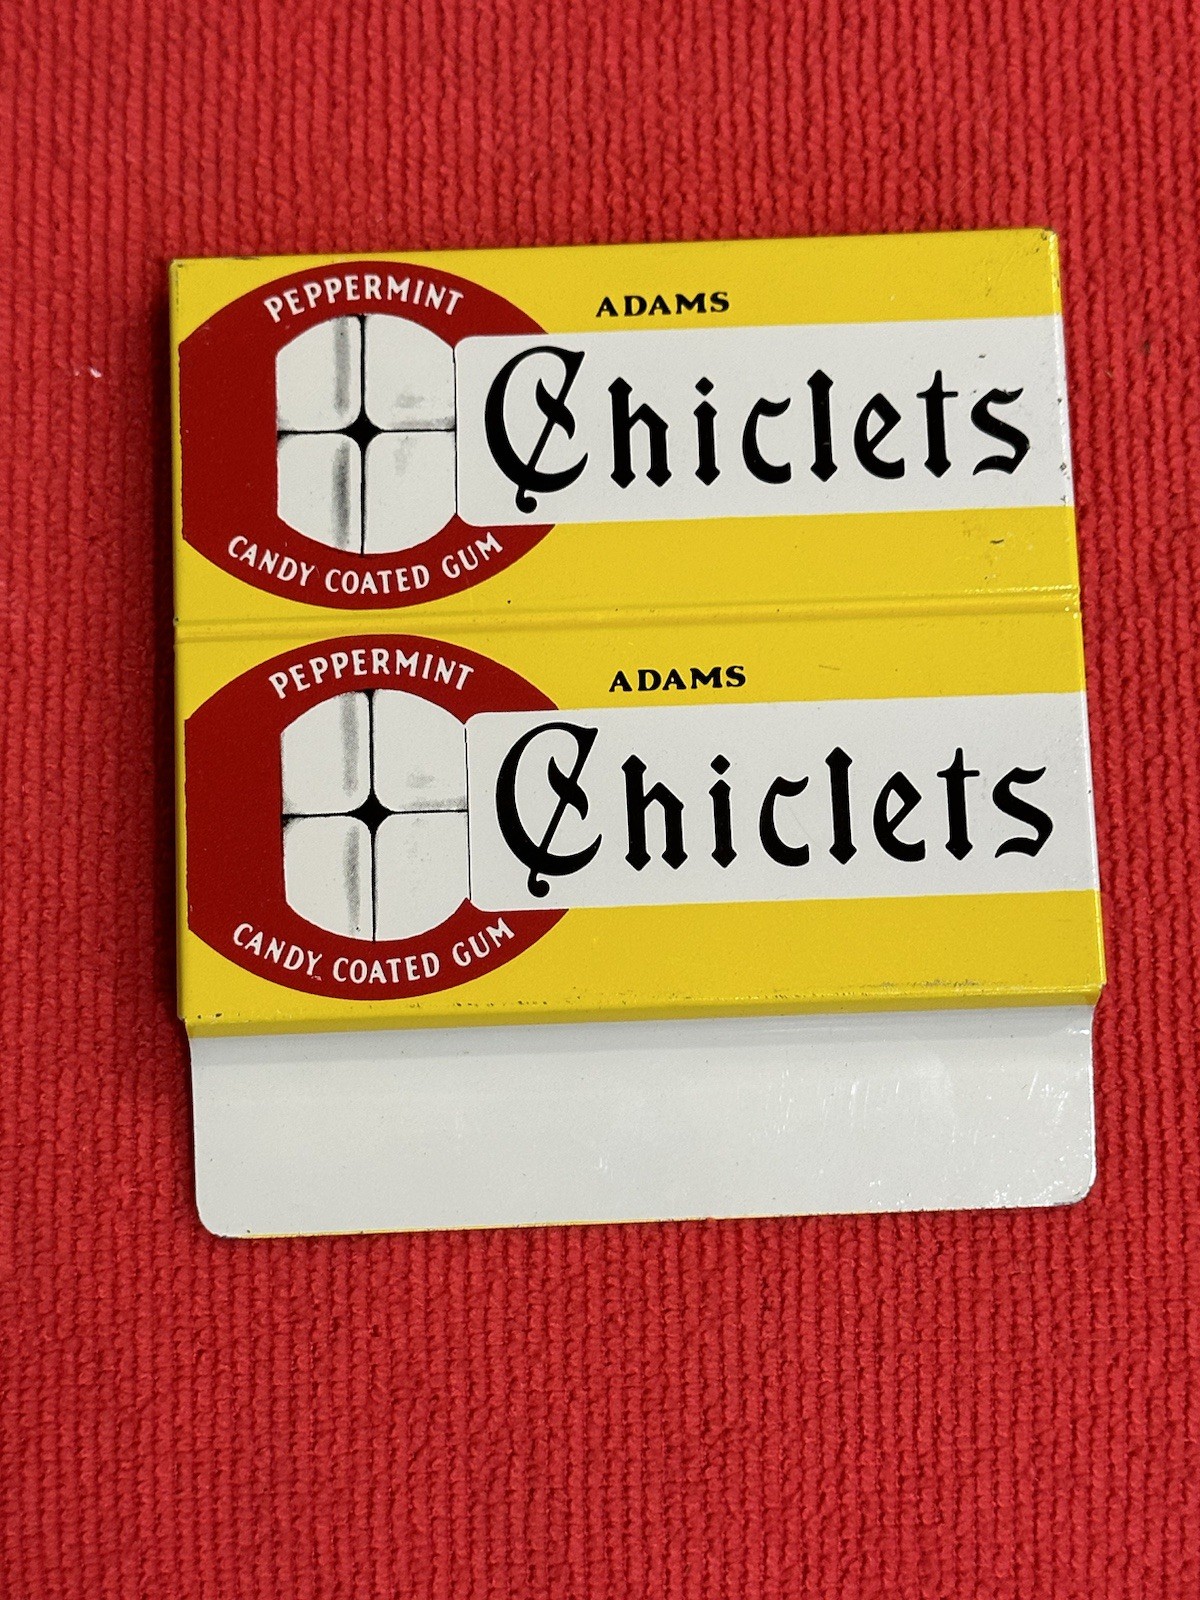 PEPPERMINT
ADAMS
Chiclets
CANDY COATED GUM
PEPPERMINT
ADAMS
Chiclets
CANDY COATED GUM